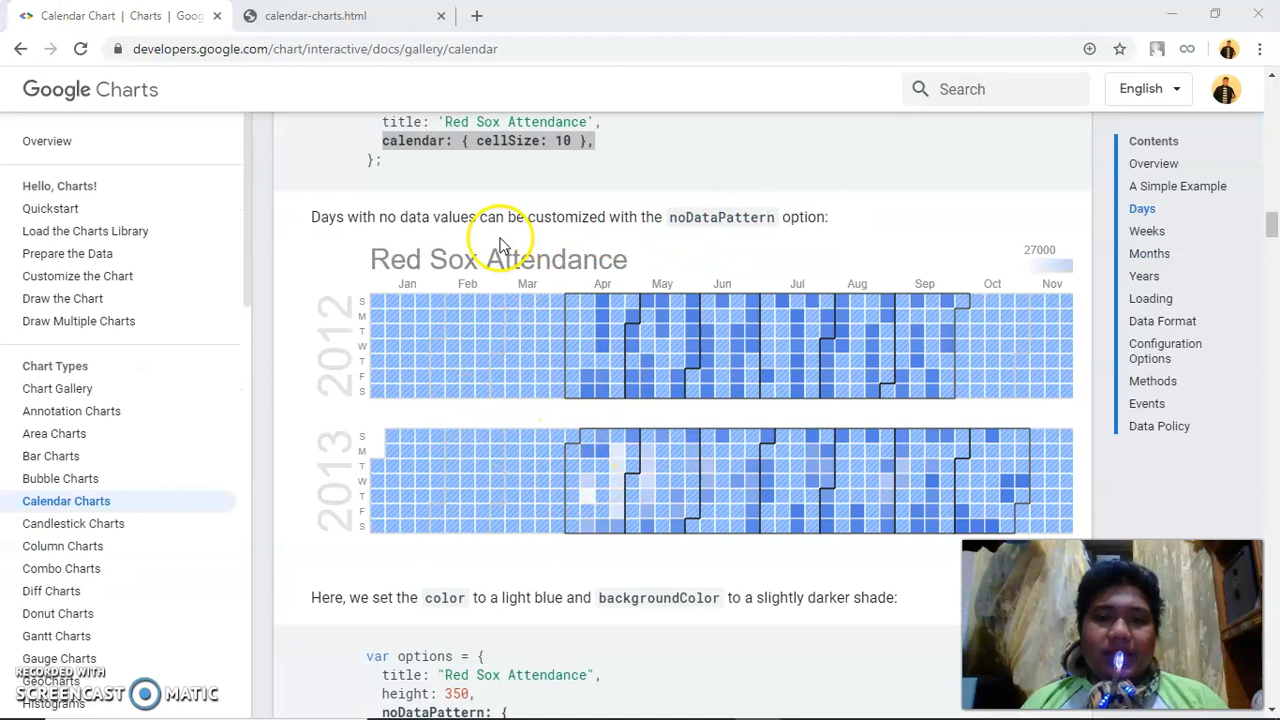 Calendar Chart | Charts | Goog
calendar-charts.html
developers.google.com/chart/interactive/docs/gallery/calendar
Google Charts
Search
English
Overview
Hello, Charts!
Quickstart
Load the Charts Library
Prepare the Data
Customize the Chart
Draw the Chart
Draw Multiple Charts
Chart Types
Chart Gallery
Annotation Charts
Area Charts
Bar Charts
Bubble Charts
Calendar Charts
Candlestick Charts
Column Charts
Combo Charts
Diff Charts
Donut Charts
Gantt Charts
Gauge Charts
GeoCharts
Histograms
title: 'Red Sox Attendance',
calendar: { cellSize: 10 },
};
Days with no data values can be customized with the noDataPattern option:
Red Sox Attendance
27000
Jan Feb Mar Apr May Jun Jul Aug Sep Oct Nov
2012
S
M
T
W
T
F
S
2013
S
M
T
W
T
F
S
Here, we set the color to a light blue and backgroundColor to a slightly darker shade:
var options = {
title: "Red Sox Attendance",
height: 350,
noDataPattern: {
Contents
Overview
A Simple Example
Days
Weeks
Months
Years
Loading
Data Format
Configuration
Options
Methods
Events
Data Policy
RECORDED WITH
SCREENCAST MATIC